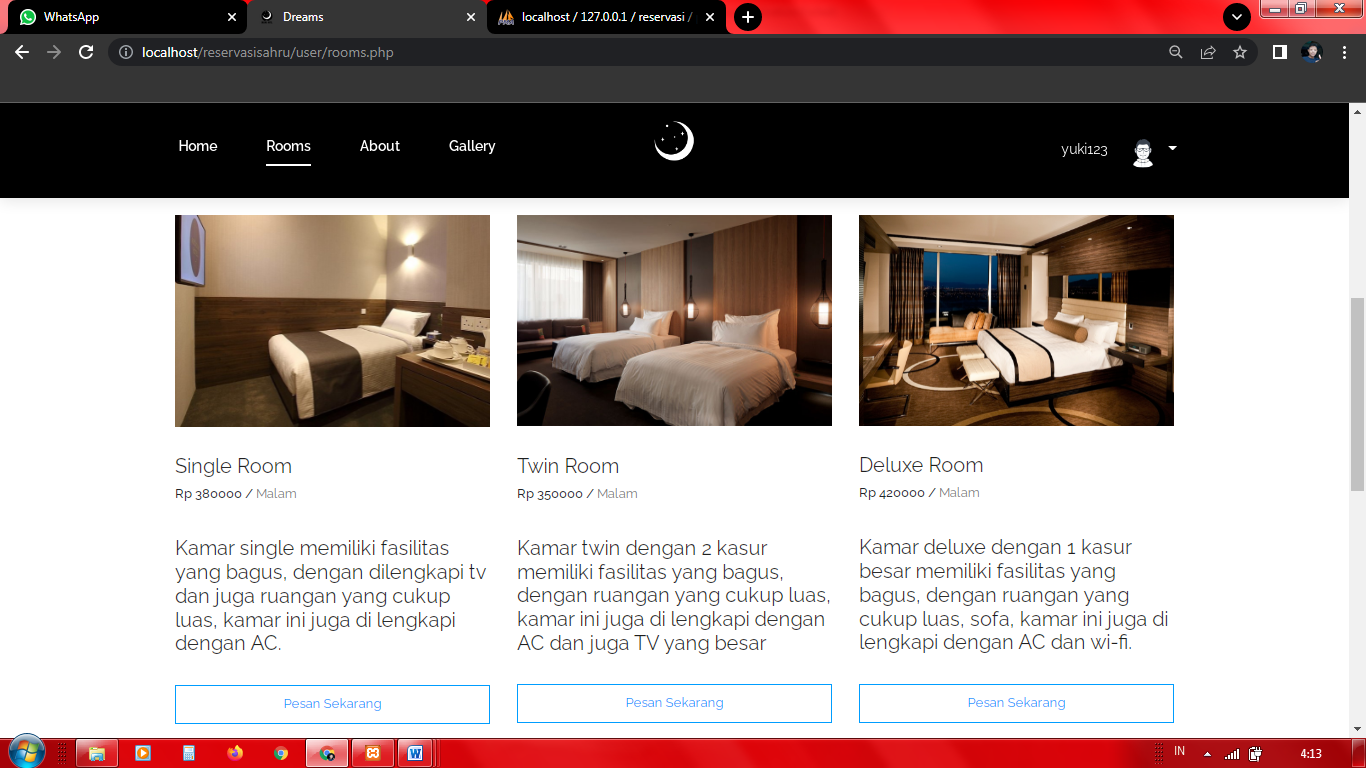 WhatsApp
Dreams
localhost / 127.0.0.1 / reservasi /
localhost/reservasisahru/user/rooms.php
Home
Rooms
About
Gallery
yuki123
Single Room
Rp 380000 / Malam
Kamar single memiliki fasilitas
yang bagus, dengan dilengkapi tv
dan juga ruangan yang cukup
luas, kamar ini juga di lengkapi
dengan AC.
Pesan Sekarang
Twin Room
Rp 350000 / Malam
Kamar twin dengan 2 kasur
memiliki fasilitas yang bagus,
dengan ruangan yang cukup luas,
kamar ini juga di lengkapi dengan
AC dan juga TV yang besar
Pesan Sekarang
Deluxe Room
Rp 420000 / Malam
Kamar deluxe dengan 1 kasur
besar memiliki fasilitas yang
bagus, dengan ruangan yang
cukup luas, sofa, kamar ini juga di
lengkapi dengan AC dan wi-fi.
Pesan Sekarang
IN
4:13